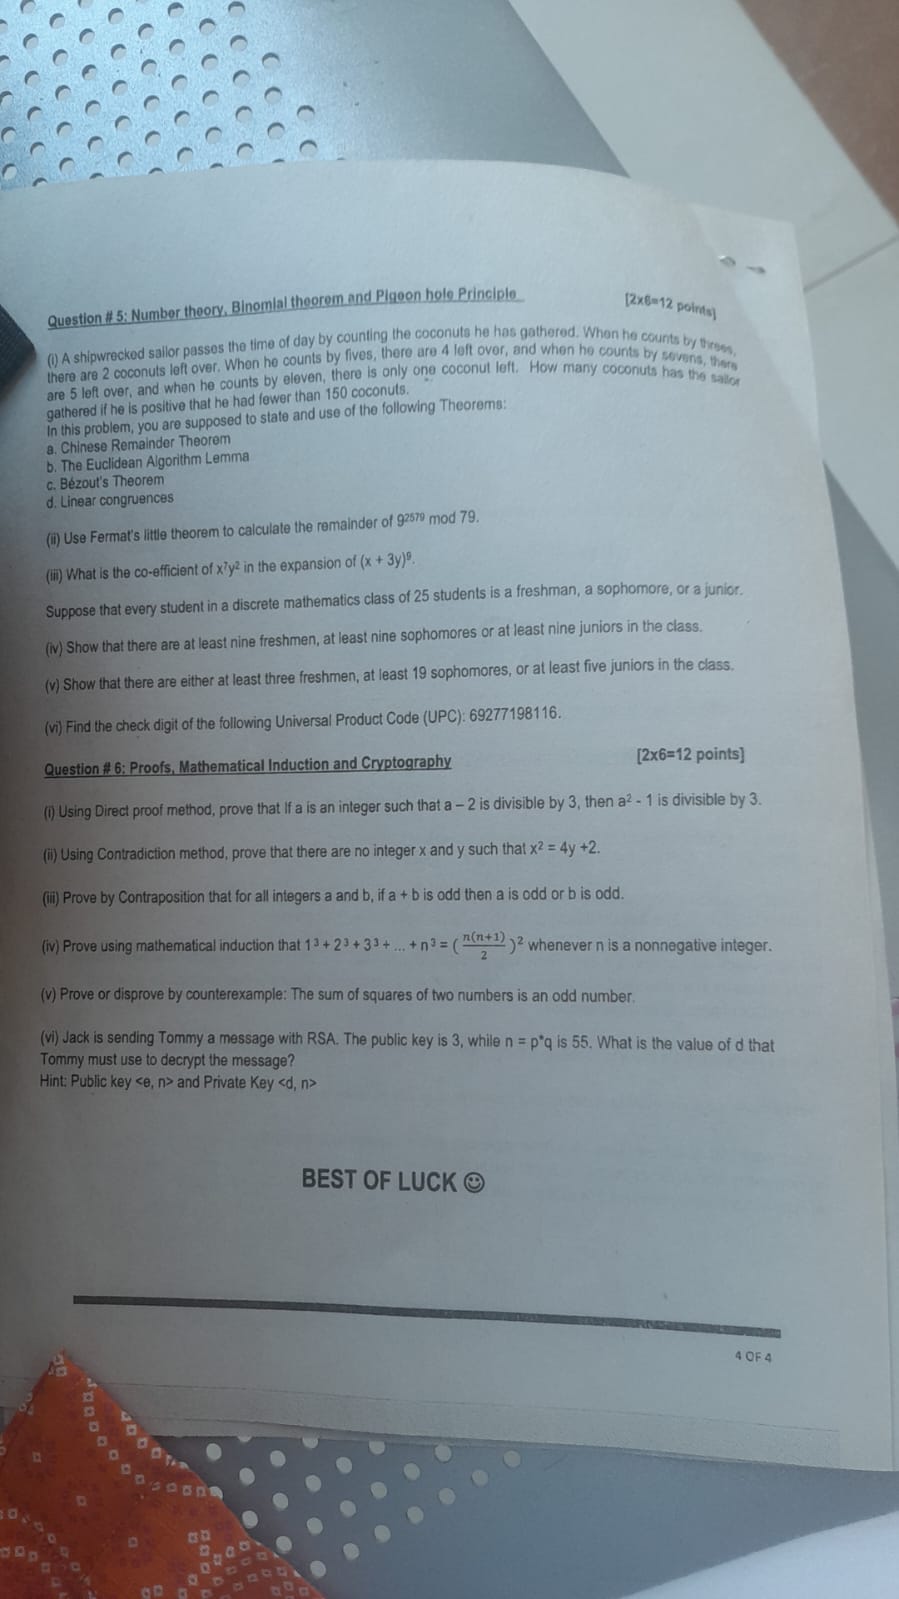 Question # 5: Number theory, Binomial theorem and Pigeon hole Principle [2x6=12 points]
(i) A shipwrecked sailor passes the time of day by counting the coconuts he has gathered. When he counts by threes,
there are 2 coconuts left over. When he counts by fives, there are 4 left over, and when he counts by sevens, there
are 5 left over, and when he counts by eleven, there is only one coconut left. How many coconuts has the sailor
gathered if he is positive that he had fewer than 150 coconuts.
In this problem, you are supposed to state and use of the following Theorems:
a. Chinese Remainder Theorem
b. The Euclidean Algorithm Lemma
c. Bézout's Theorem
d. Linear congruences
(ii) Use Fermat's little theorem to calculate the remainder of 9²⁵⁷⁹ mod 79.
(iii) What is the co-efficient of x⁷y² in the expansion of (x + 3y)⁹.
Suppose that every student in a discrete mathematics class of 25 students is a freshman, a sophomore, or a junior.
(iv) Show that there are at least nine freshmen, at least nine sophomores or at least nine juniors in the class.
(v) Show that there are either at least three freshmen, at least 19 sophomores, or at least five juniors in the class.
(vi) Find the check digit of the following Universal Product Code (UPC): 69277198116.
Question # 6: Proofs, Mathematical Induction and Cryptography [2x6=12 points]
(i) Using Direct proof method, prove that If a is an integer such that a – 2 is divisible by 3, then a² - 1 is divisible by 3.
(ii) Using Contradiction method, prove that there are no integer x and y such that x² = 4y +2.
(iii) Prove by Contraposition that for all integers a and b, if a + b is odd then a is odd or b is odd.
(iv) Prove using mathematical induction that 1³ + 2³ + 3³ + ... + n³ = (n(n+1)/2)² whenever n is a nonnegative integer.
(v) Prove or disprove by counterexample: The sum of squares of two numbers is an odd number.
(vi) Jack is sending Tommy a message with RSA. The public key is 3, while n = p*q is 55. What is the value of d that
Tommy must use to decrypt the message?
Hint: Public key <e, n> and Private Key <d, n>
BEST OF LUCK ☺
4 OF 4